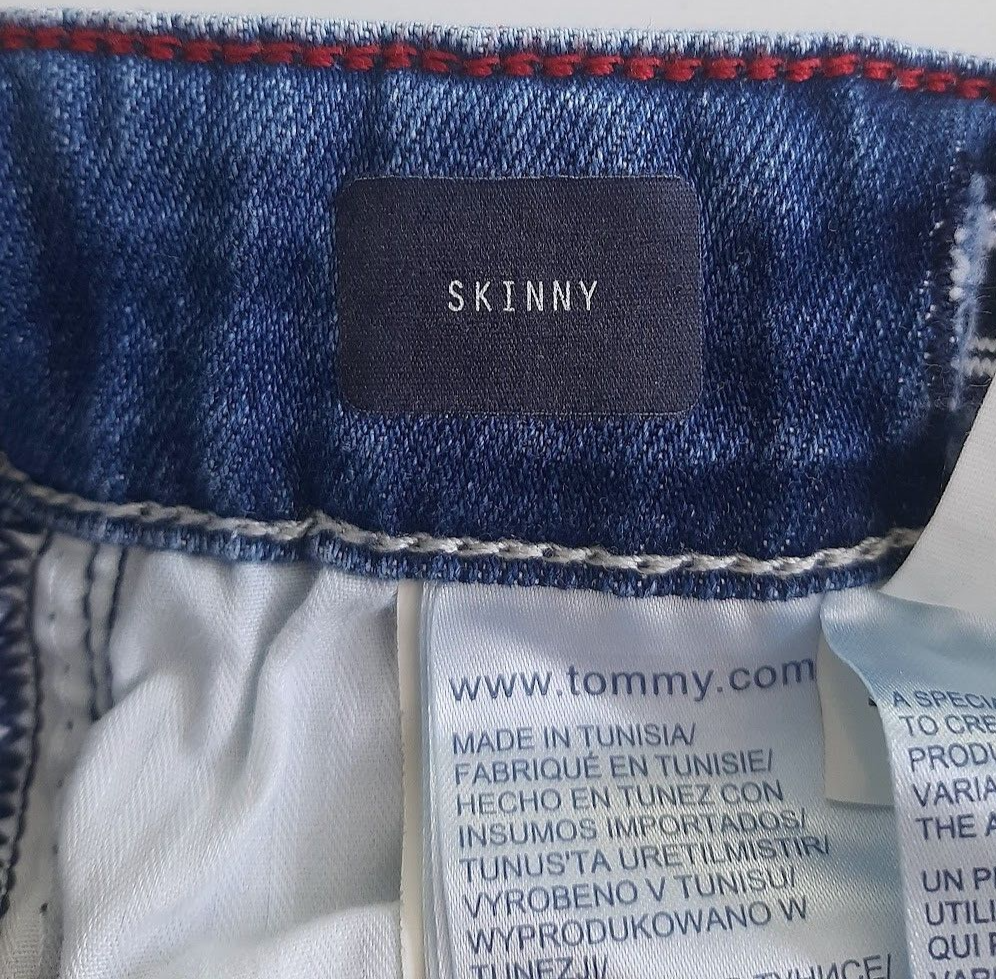 SKINNY
www.tommy.com
MADE IN TUNISIA/
FABRIQUÉ EN TUNISIE/
HECHO EN TUNEZ CON
INSUMOS IMPORTADOS/
TUNUS'TA URETILMISTIR/
VYROBENO V TUNISU/
WYPRODUKOWANO W
TUNEZJI/
A SPECI
TO CRE
PRODU
VARIA
THE A
UN P
UTILI
QUI